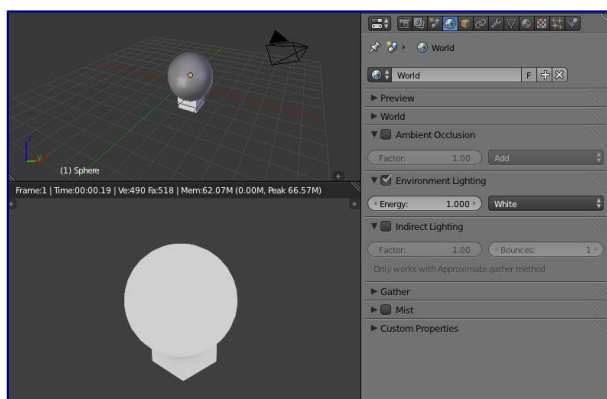 World
World
F
Preview
World
Ambient Occlusion
Factor: 1.00
Add
Environment Lighting
Energy: 1.000
White
Indirect Lighting
Factor: 1.00
Bounces: 1
Only works with Approximate gather method
Gather
Mist
Custom Properties
z
y
(1) Sphere
Frame:1 | Time:00:00.19 | Ve:490 Fa:518 | Mem:62.07M (0.00M, Peak 66.57M)